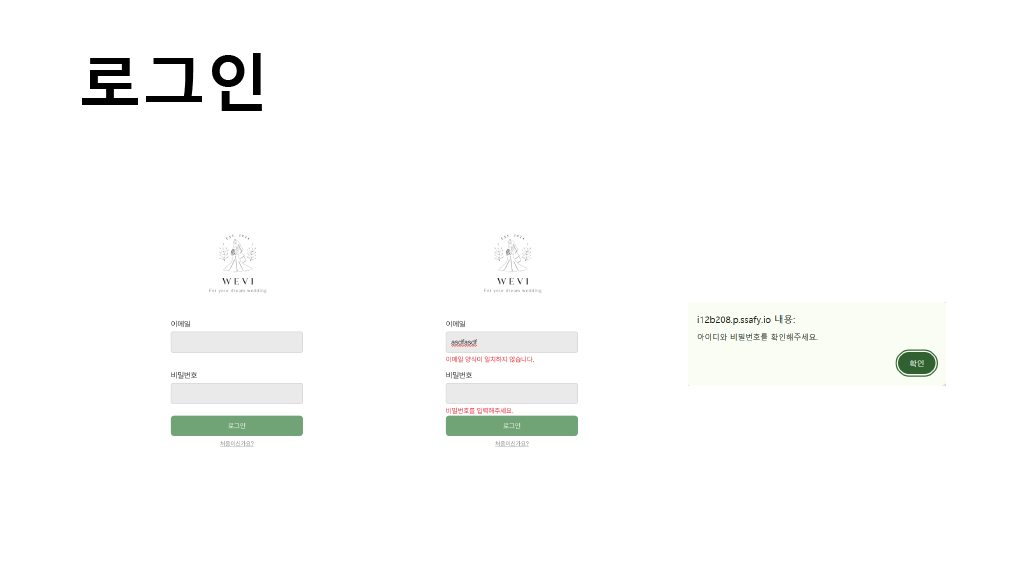 로그인
EST. 2024
WEVI
For your dream wedding
이메일
비밀번호
로그인
처음이신가요?
EST. 2024
WEVI
For your dream wedding
이메일
asdfasdf
이메일 양식이 일치하지 않습니다.
비밀번호
비밀번호를 입력해주세요.
로그인
처음이신가요?
i12b208.p.ssafy.io 내용:
아이디와 비밀번호를 확인해주세요.
확인